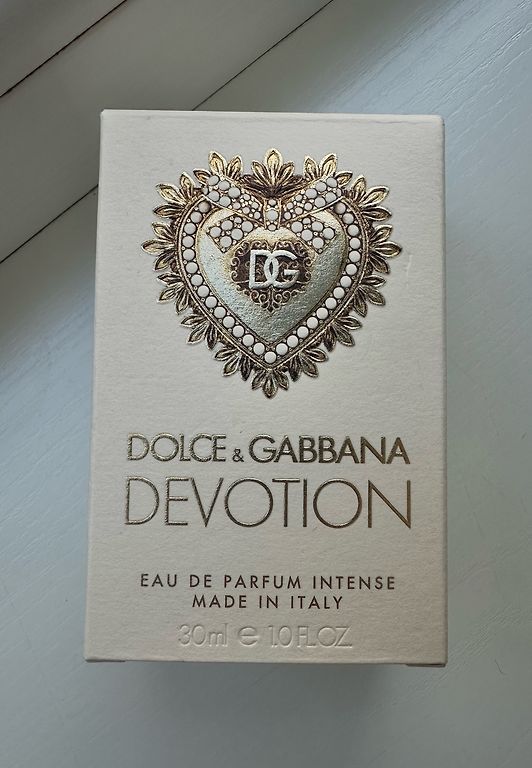 DG
DOLCE & GABBANA
DEVOTION
EAU DE PARFUM INTENSE
MADE IN ITALY
30ml e 1.0 FL.OZ.